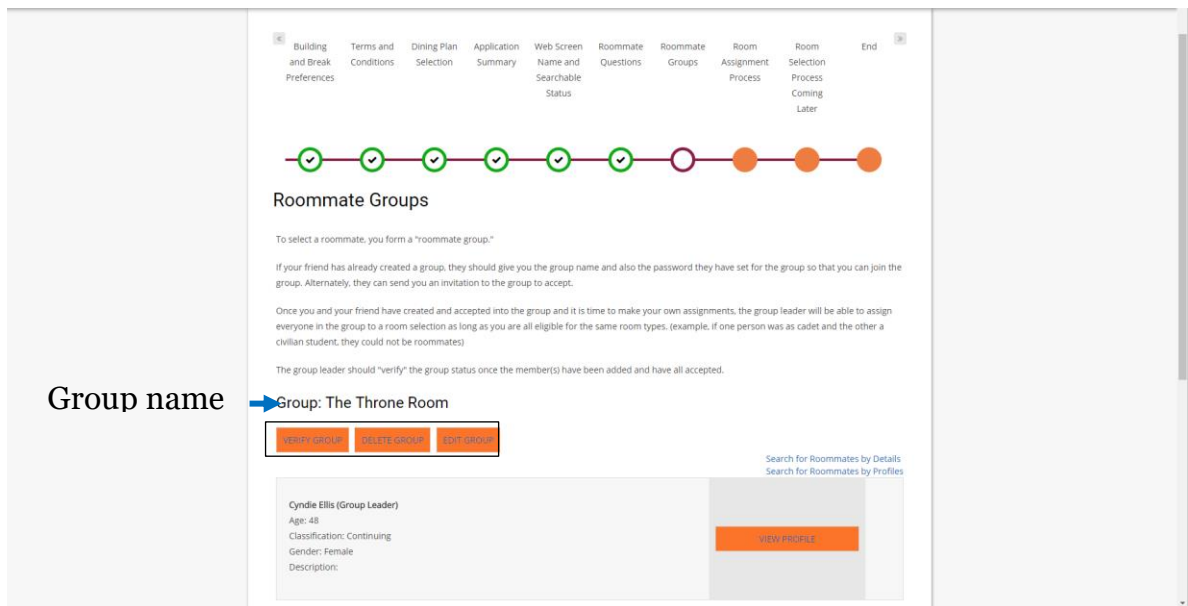 «
Building and Break Preferences
Terms and Conditions
Dining Plan Selection
Application Summary
Web Screen Name and Searchable Status
Roommate Questions
Roommate Groups
Room Assignment Process
Room Selection Process Coming Later
End
»
Roommate Groups
To select a roommate, you form a "roommate group."
If your friend has already created a group, they should give you the group name and also the password they have set for the group so that you can join the
group. Alternately, they can send you an invitation to the group to accept.
Once you and your friend have created and accepted into the group and it is time to make your own assignments, the group leader will be able to assign
everyone in the group to a room selection as long as you are all eligible for the same room types. (example, if one person was as cadet and the other a
civilian student, they could not be roommates)
The group leader should "verify" the group status once the member(s) have been added and have all accepted.
Group name
Group: The Throne Room
VERIFY GROUP
DELETE GROUP
EDIT GROUP
Search for Roommates by Details
Search for Roommates by Profiles
Cyndie Ellis (Group Leader)
Age: 48
Classification: Continuing
Gender: Female
Description:
VIEW PROFILE